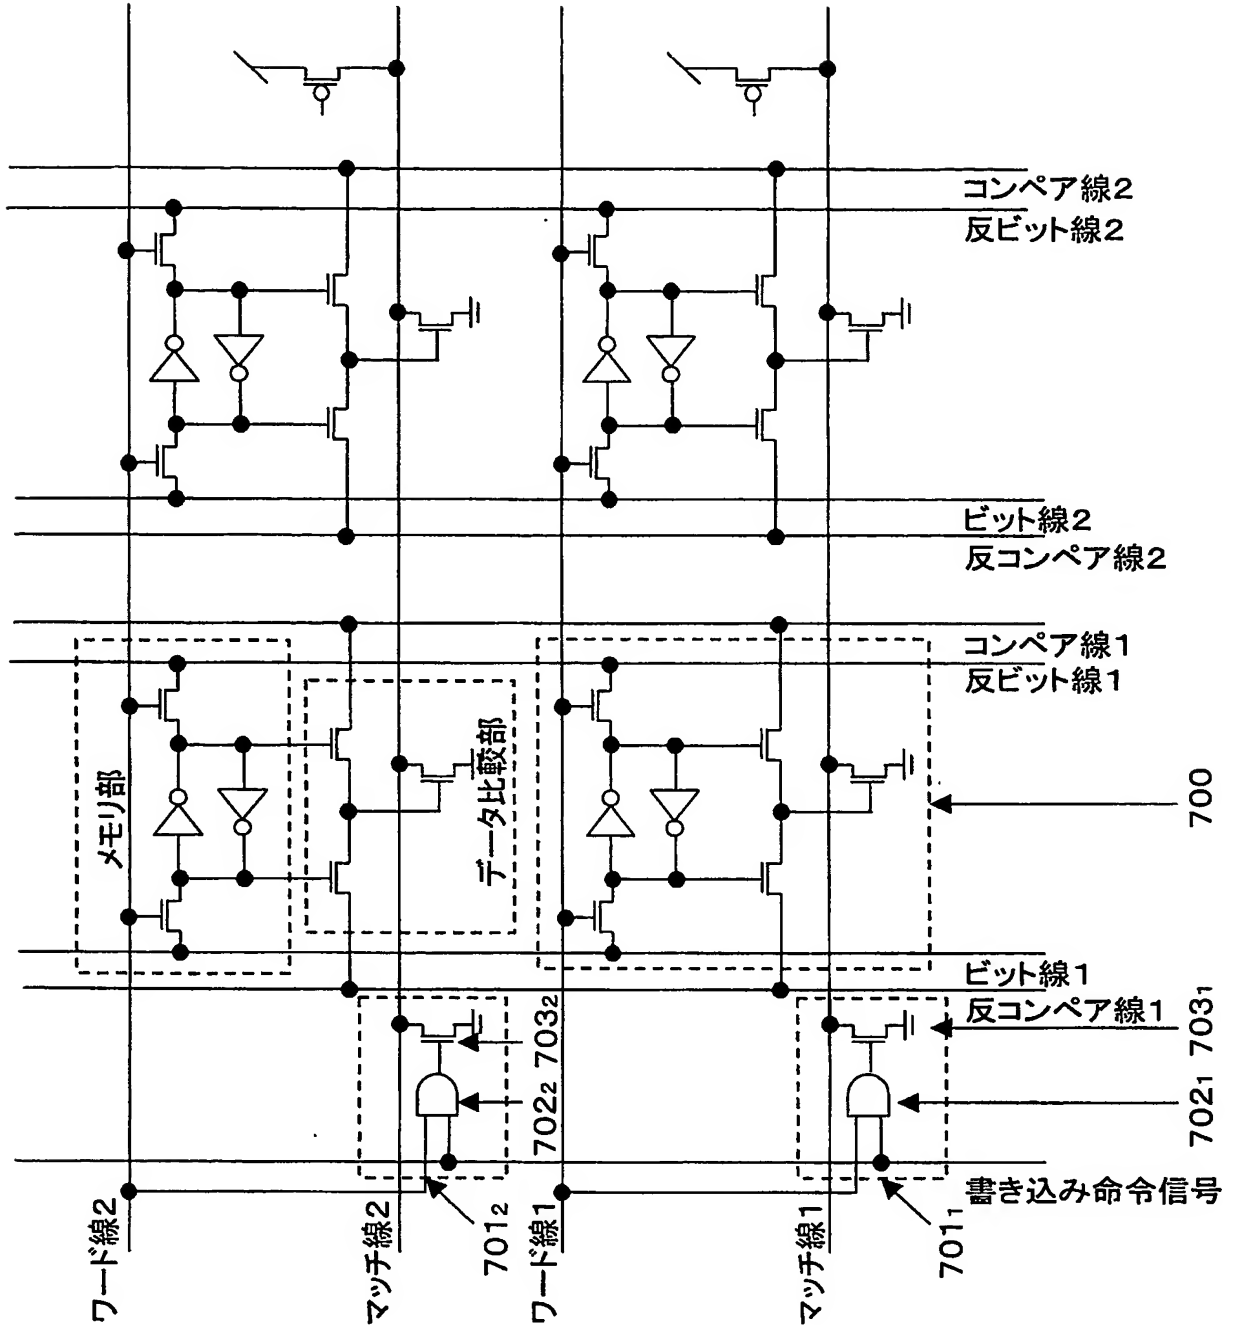 コンペア線2
反ビット線2
ビット線2
反コンペア線2
コンペア線1
反ビット線1
メモリ部
データ比較部
700
ビット線1
反コンペア線1
7031
7032
7021
7022
書き込み命令信号
7011
7012
ワード線2
マッチ線2
ワード線1
マッチ線1